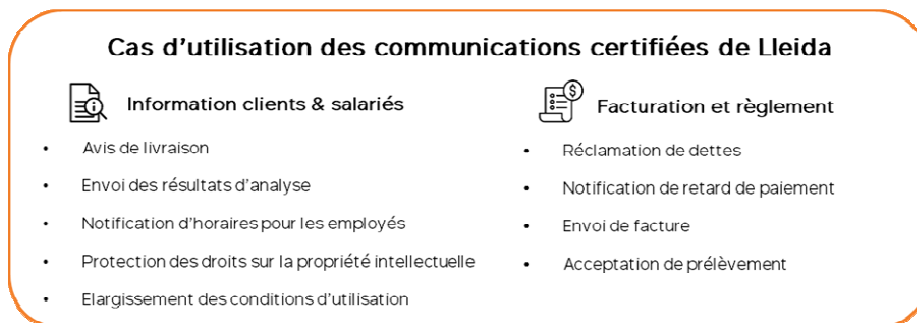 Cas d'utilisation des communications certifiées de Lleida
Information clients & salariés
• Avis de livraison
• Envoi des résultats d'analyse
• Notification d'horaires pour les employés
• Protection des droits sur la propriété intellectuelle
• Elargissement des conditions d'utilisation
Facturation et règlement
• Réclamation de dettes
• Notification de retard de paiement
• Envoi de facture
• Acceptation de prélèvement